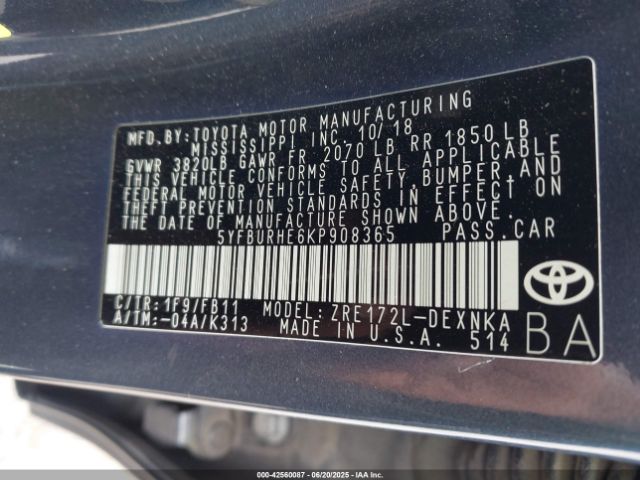 MFD. BY: TOYOTA MOTOR MANUFACTURING
MISSISSIPPI INC. 10/18
GVWR 3820LB GAWR FR 2070 LB RR 1850 LB
THIS VEHICLE CONFORMS TO ALL APPLICABLE
FEDERAL MOTOR VEHICLE SAFETY, BUMPER, AND
THEFT PREVENTION STANDARDS IN EFFECT ON
THE DATE OF MANUFACTURE SHOWN ABOVE.
5YFBURHE6KP908365 PASS. CAR
C/TR: 1F9/FB11 MODEL: ZRE172L-DEXNKA
A/TM: -04A/K313 MADE IN U.S.A. 514
BA
000-42560087 - 06/20/2025 - IAA Inc.